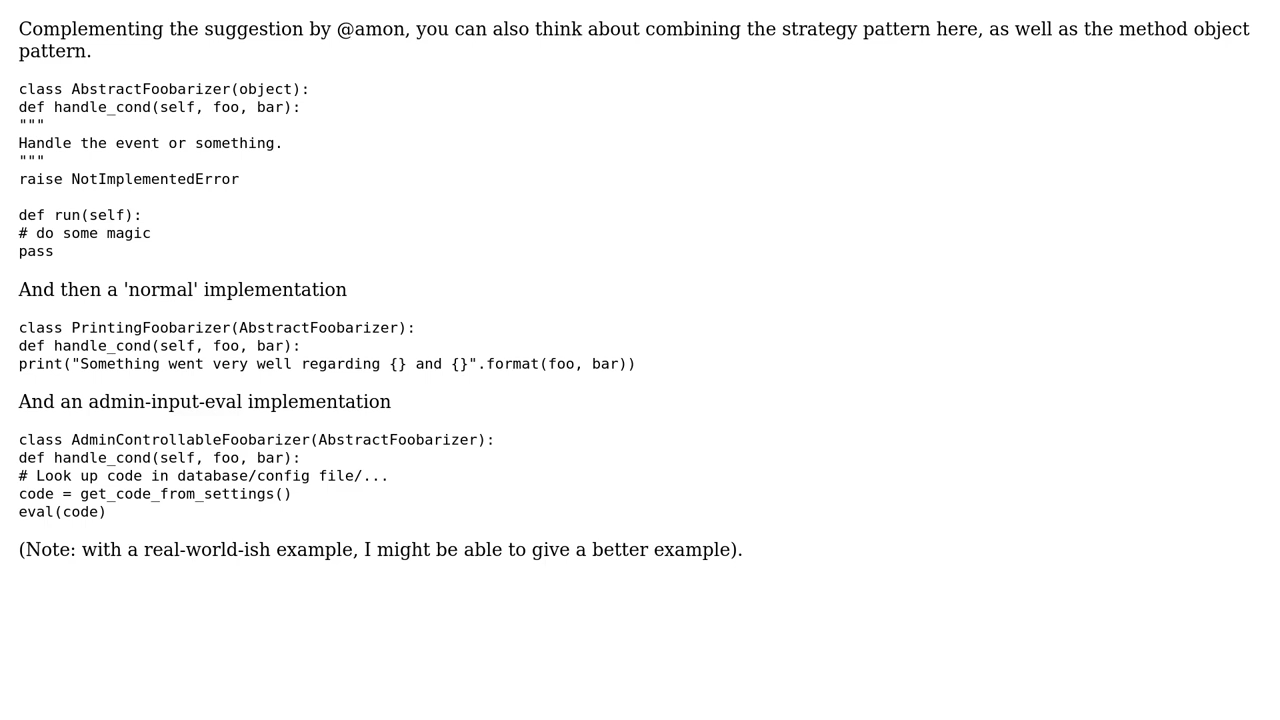 Complementing the suggestion by @amon, you can also think about combining the strategy pattern here, as well as the method object
pattern.
class AbstractFoobarizer(object):
def handle_cond(self, foo, bar):
"""
Handle the event or something.
"""
raise NotImplementedError
def run(self):
# do some magic
pass
And then a 'normal' implementation
class PrintingFoobarizer(AbstractFoobarizer):
def handle_cond(self, foo, bar):
print("Something went very well regarding {} and {}".format(foo, bar))
And an admin-input-eval implementation
class AdminControllableFoobarizer(AbstractFoobarizer):
def handle_cond(self, foo, bar):
# Look up code in database/config file/...
code = get_code_from_settings()
eval(code)
(Note: with a real-world-ish example, I might be able to give a better example).